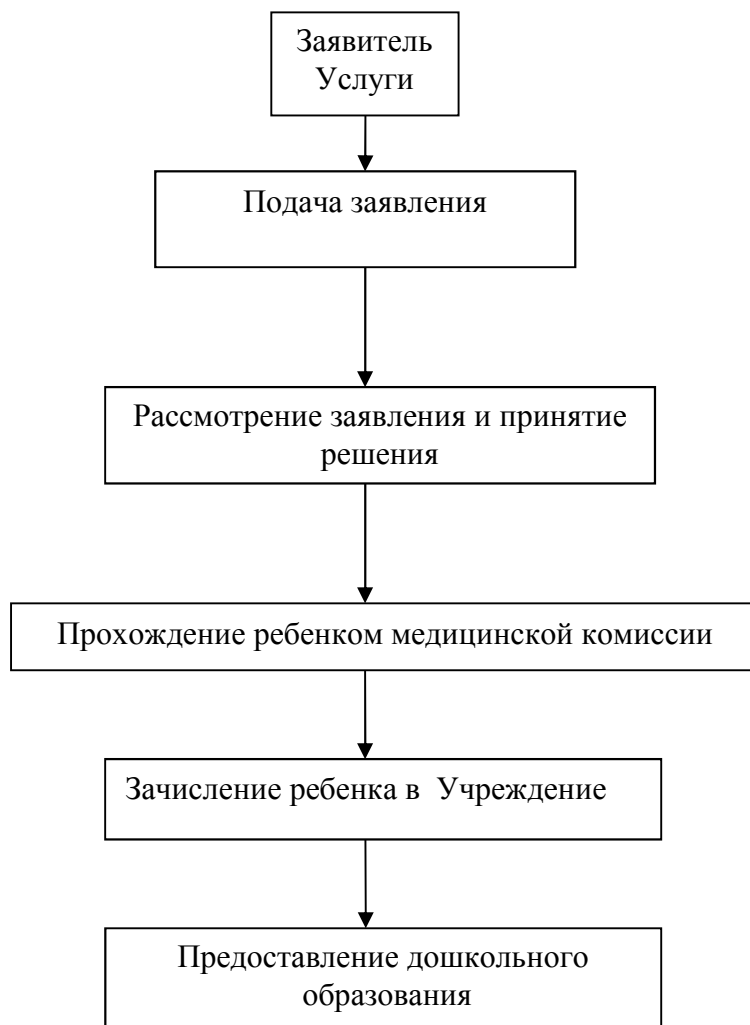 Заявитель
Услуги
Подача заявления
Рассмотрение заявления и принятие
решения
Прохождение ребенком медицинской комиссии
Зачисление ребенка в  Учреждение
Предоставление дошкольного
образования